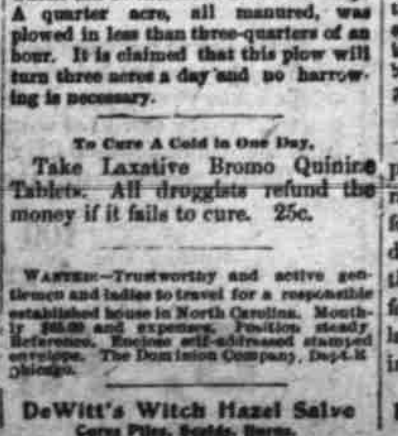 A quarter acre, all manured, was
plowed in less than three-quarters of an
hour. It is claimed that this plow will
turn three acres a day and no harrow-
ing is necessary.
To Cure A Cold in One Day.
Take Laxative Bromo Quinine
Tablets. All druggists refund the
money if it fails to cure. 25c.
WANTED:—Trustworthy and active gen-
tlemen and ladies to travel for a responsible
established house in North Carolina. Month-
ly $65.00 and expenses. Position steady
Reference. Enclose self-addressed stamped
envelope. The Dominion Company, Dept. E
Chicago.
DeWitt's Witch Hazel Salve
Cures Piles, Scalds, Burns.